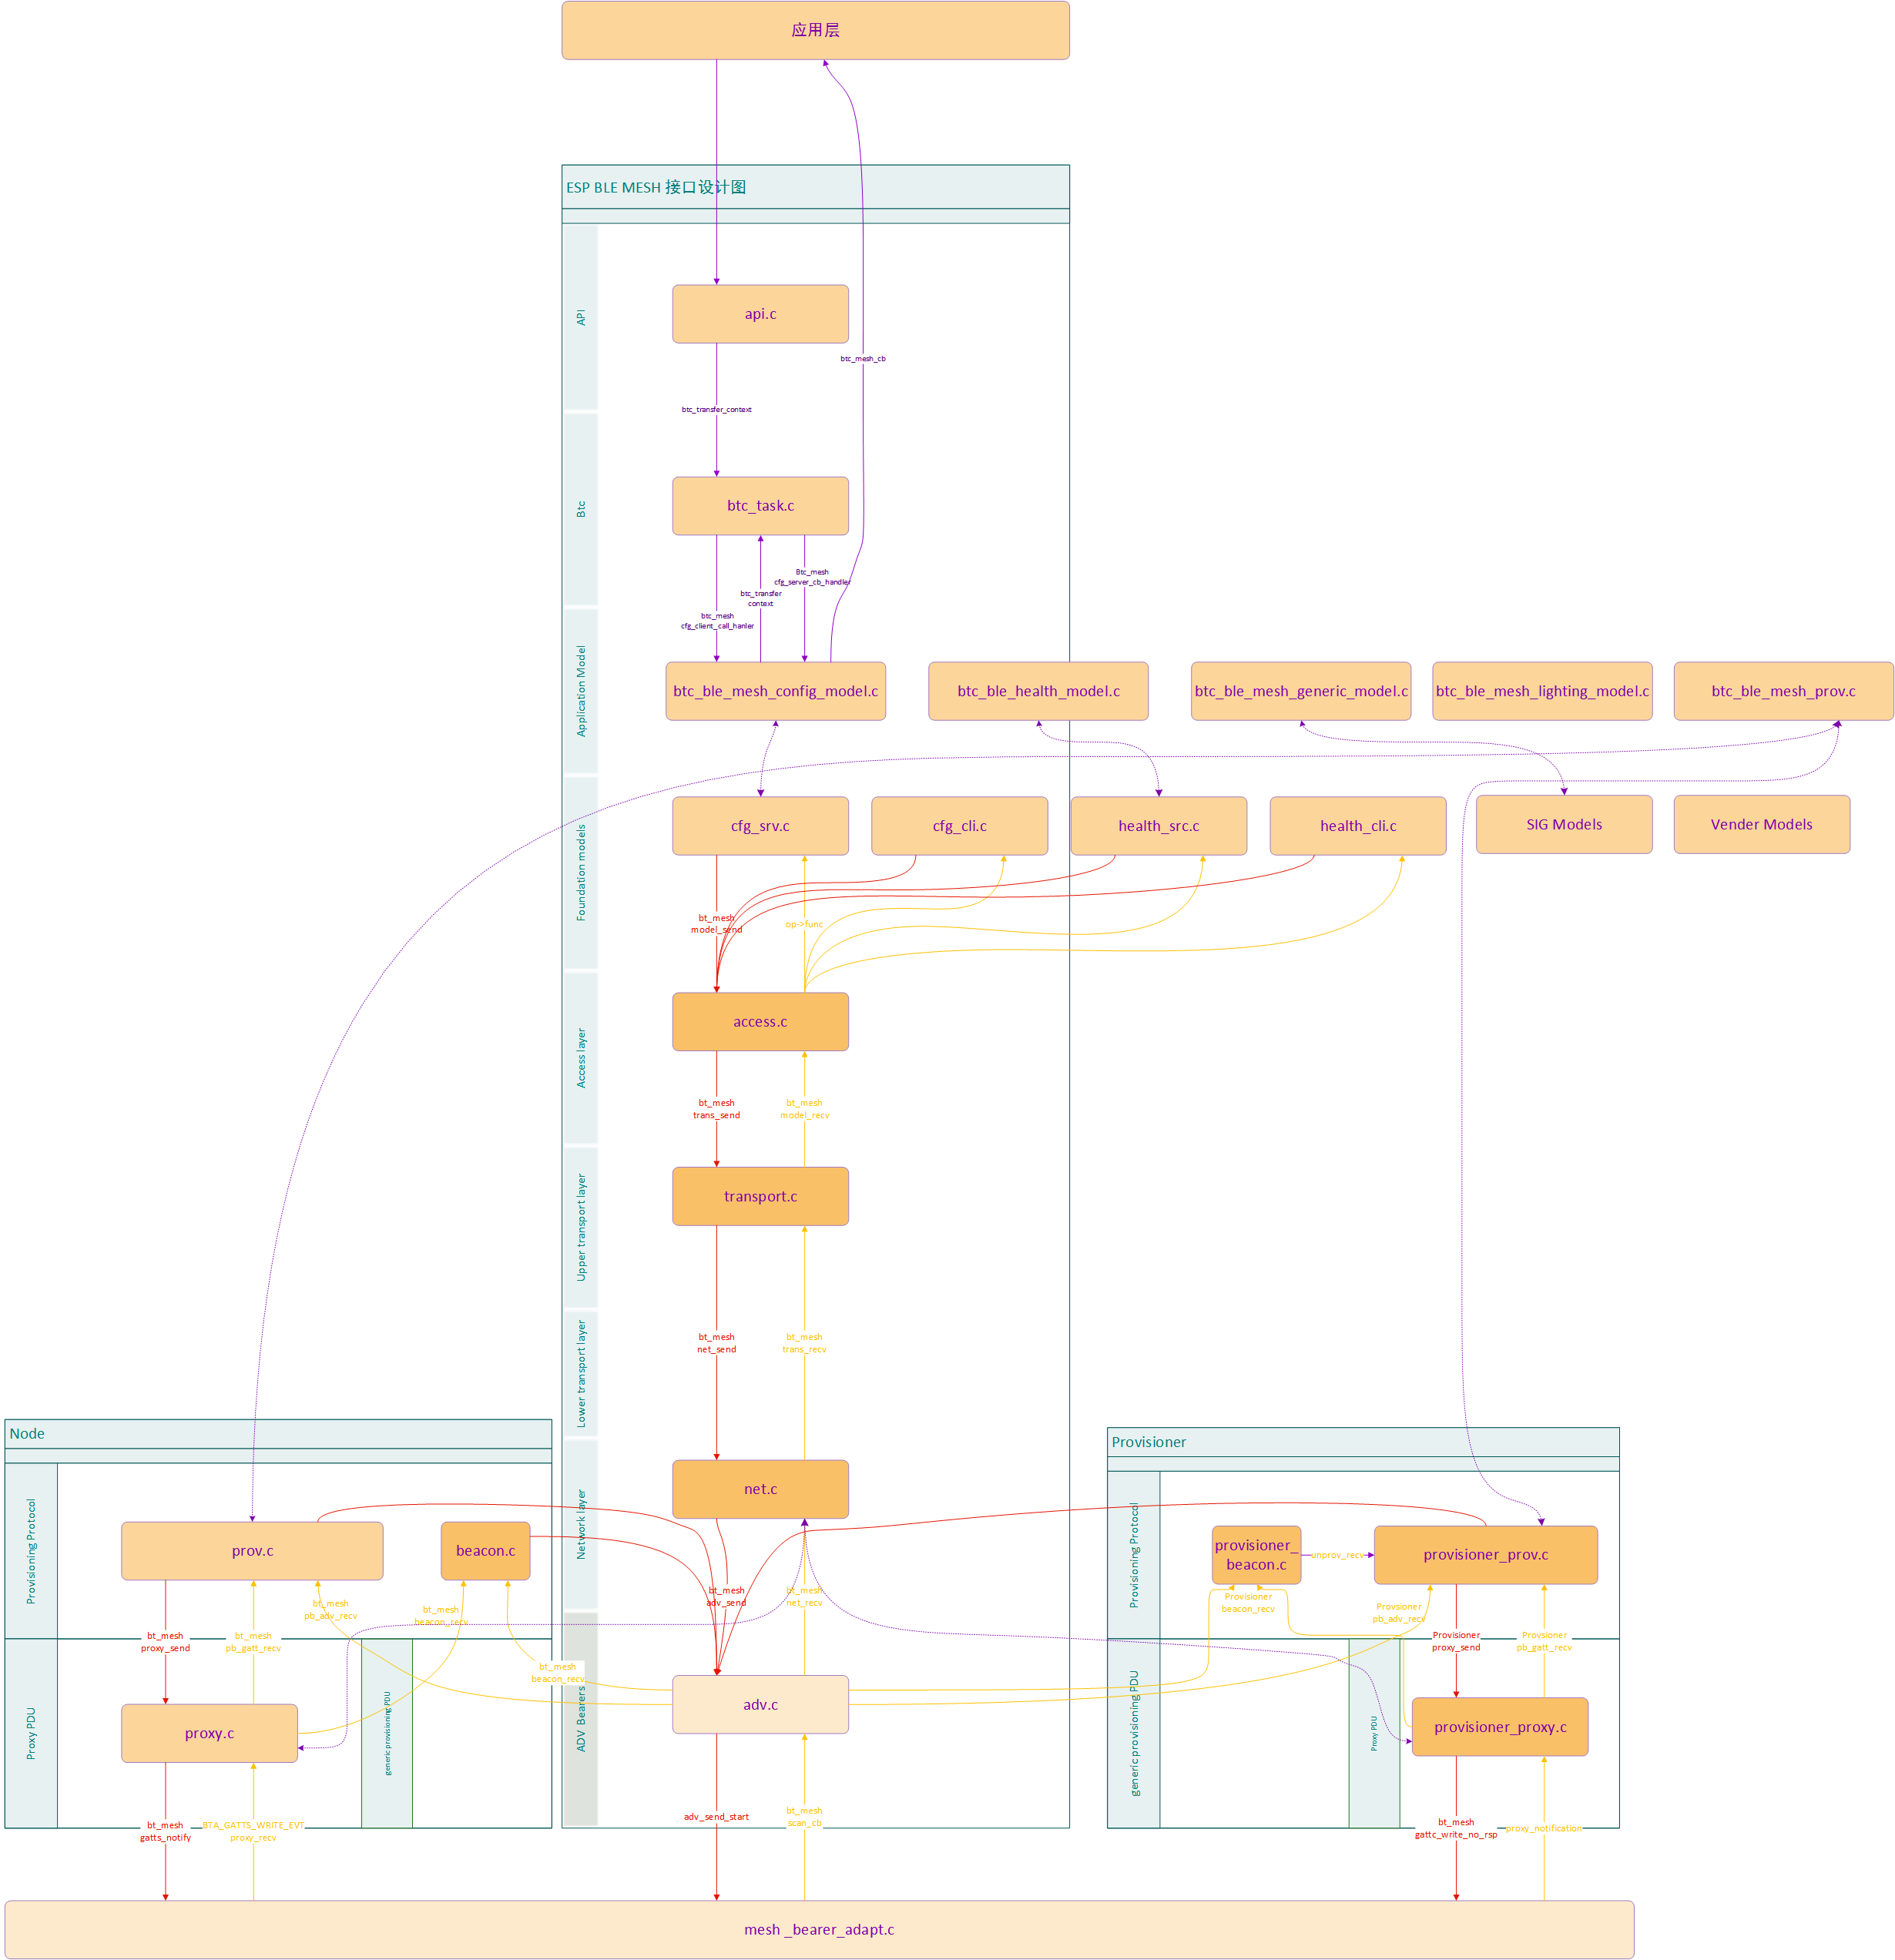 应用层
ESP BLE MESH 接口设计图
API
api.c
btc_mesh_cb
btc_transfer_context
Btc
btc_task.c
Btc_mesh
cfg_server_cb_handler
btc_transfer
context
btc_mesh
cfg_client_call_hanler
Application Model
btc_ble_mesh_config_model.c
btc_ble_health_model.c
btc_ble_mesh_generic_model.c
btc_ble_mesh_lighting_model.c
btc_ble_mesh_prov.c
Foundation models
cfg_srv.c
cfg_cli.c
health_src.c
health_cli.c
SIG Models
Vender Models
bt_mesh
model_send
op->func
Access layer
access.c
bt_mesh
trans_send
bt_mesh
model_recv
Upper transport layer
transport.c
Lower transport layer
bt_mesh
net_send
bt_mesh
trans_recv
Network layer
net.c
bt_mesh
adv_send
bt_mesh
net_recv
ADV Bearers
adv.c
adv_send_start
bt_mesh
scan_cb
Node
Provisioning Protocol
prov.c
beacon.c
bt_mesh
pb_adv_recv
bt_mesh
beacon_recv
bt_mesh
proxy_send
bt_mesh
pb_gatt_recv
bt_mesh
beacon_recv
Proxy PDU
proxy.c
generic provisioning PDU
bt_mesh
gatts_notify
BTA_GATTS_WRITE_EVT
proxy_recv
Provisioner
Provisioning Protocol
provisioner_
beacon.c
unprov_recv
provisioner_prov.c
Provisioner
beacon_recv
Provsioner
pb_adv_recv
Provisioner
proxy_send
Provisioner
pb_gatt_recv
generic provisioning PDU
Proxy PDU
provisioner_proxy.c
bt_mesh
gattc_write_no_rsp
proxy_notification
mesh _bearer_adapt.c